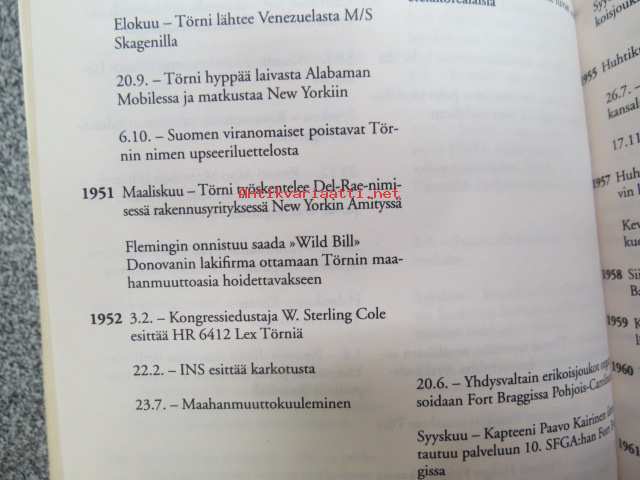 Elokuu – Törni lähtee Venezuelasta M/S
Skagenilla
20.9. – Törni hyppää laivasta Alabaman
Mobilessa ja matkustaa New Yorkiin
6.10. – Suomen viranomaiset poistavat Tör-
nin nimen upseeriluettelosta
1951 Maaliskuu – Törni työskentelee Del-Rae-nimi-
sessä rakennusyrityksessä New Yorkin Amityssä
Antikvariaatti.net
Flemingin onnistuu saada »Wild Bill»
Donovanin lakifirma ottamaan Törnin maa-
hanmuuttoasia hoidettavakseen
1952 3.2. – Kongressiedustaja W. Sterling Cole
esittää HR 6412 Lex Törniä
22.2. – INS esittää karkotusta
23.7. – Maahanmuuttokuuleminen
20.6. – Yhdysvaltain erikoisjoukot
soidaan Fort Braggissa Pohjois-
Syyskuu – Kapteeni Paavo Kairinen
tautuu palveluun 10. SFGA:han Fort
gissa
koisjouk
1955 Huhtik
26.7. –
kansal
17.11
1957 Huh
vin
Kev
kuo
1958 Si
B
1959 K
1960
1961